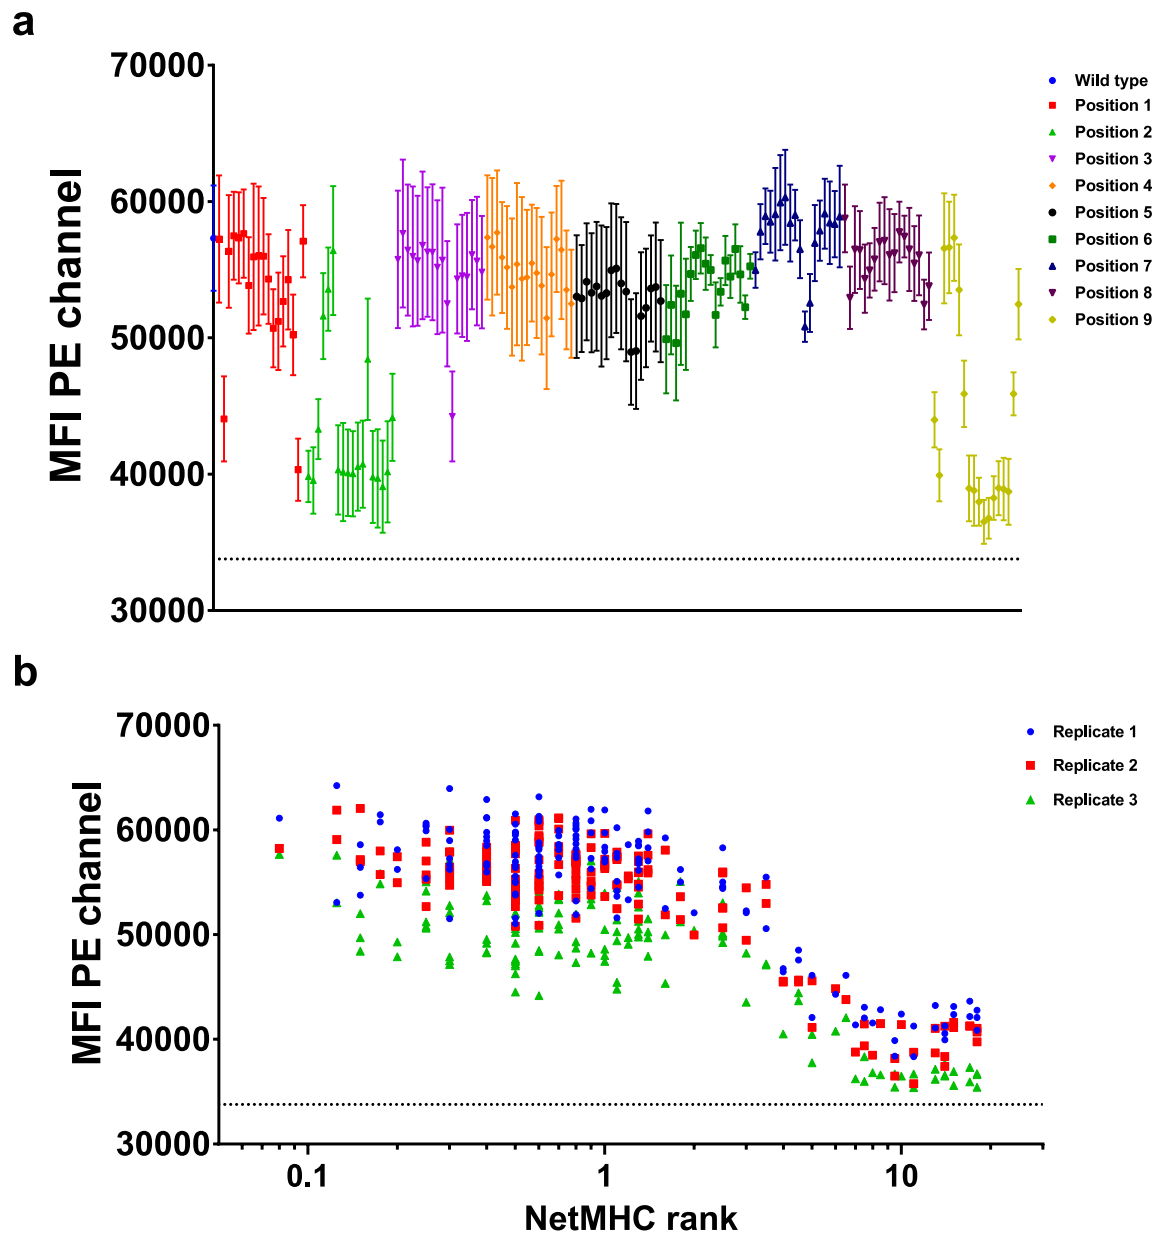 a
70000
60000
50000
40000
30000
MFI PE channel
Wild type
Position 1
Position 2
Position 3
Position 4
Position 5
Position 6
Position 7
Position 8
Position 9
b
70000
60000
50000
40000
30000
MFI PE channel
0.1
1
10
NetMHC rank
Replicate 1
Replicate 2
Replicate 3